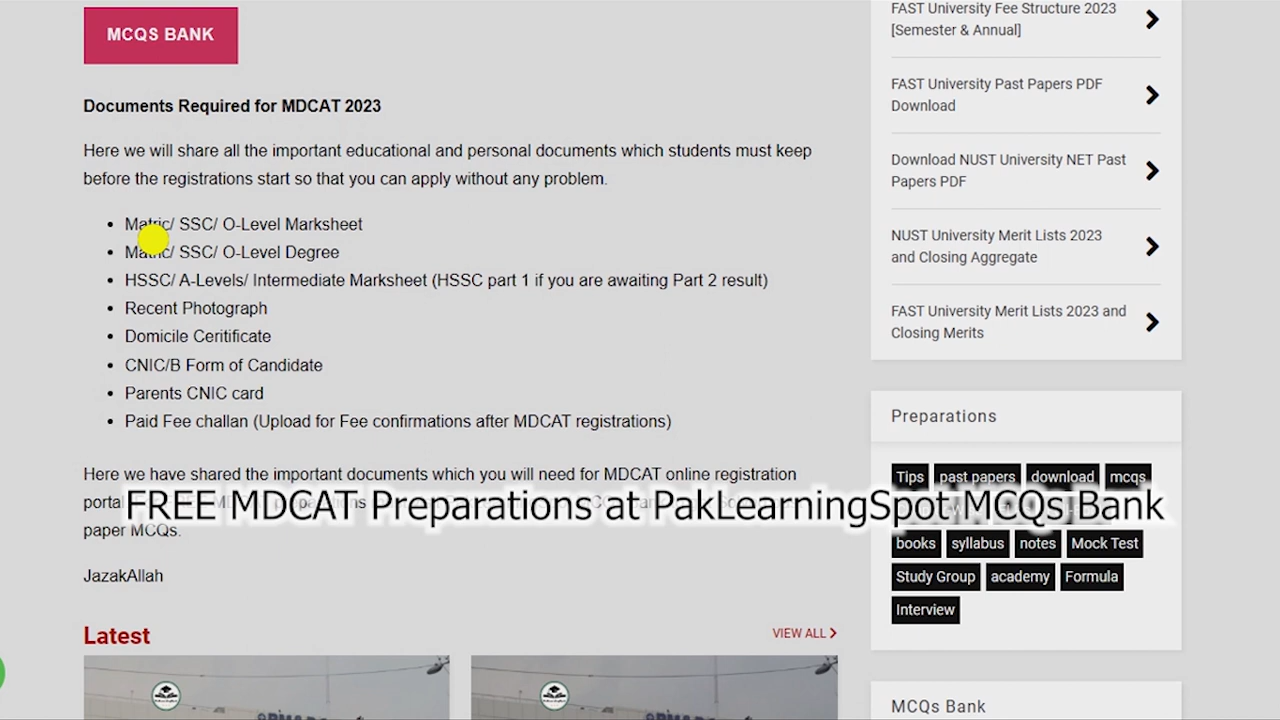 MCQS BANK
Documents Required for MDCAT 2023
Here we will share all the important educational and personal documents which students must keep
before the registrations start so that you can apply without any problem.
Matric/ SSC/ O-Level Marksheet
Matric/ SSC/ O-Level Degree
HSSC/ A-Levels/ Intermediate Marksheet (HSSC part 1 if you are awaiting Part 2 result)
Recent Photograph
Domicile Ceritificate
CNIC/B Form of Candidate
Parents CNIC card
Paid Fee challan (Upload for Fee confirmations after MDCAT registrations)
Here we have shared the important documents which you will need for MDCAT online registration
portal
paper MCQs.
JazakAllah
FREE MDCAT Preparations at PakLearningSpot MCQs Bank
Latest
VIEW ALL
FAST University Fee Structure 2023
[Semester & Annual]
FAST University Past Papers PDF
Download
Download NUST University NET Past
Papers PDF
NUST University Merit Lists 2023
and Closing Aggregate
FAST University Merit Lists 2023 and
Closing Merits
Preparations
Tips past papers download mcqs
books syllabus notes Mock Test
Study Group academy Formula
Interview
MCQs Bank